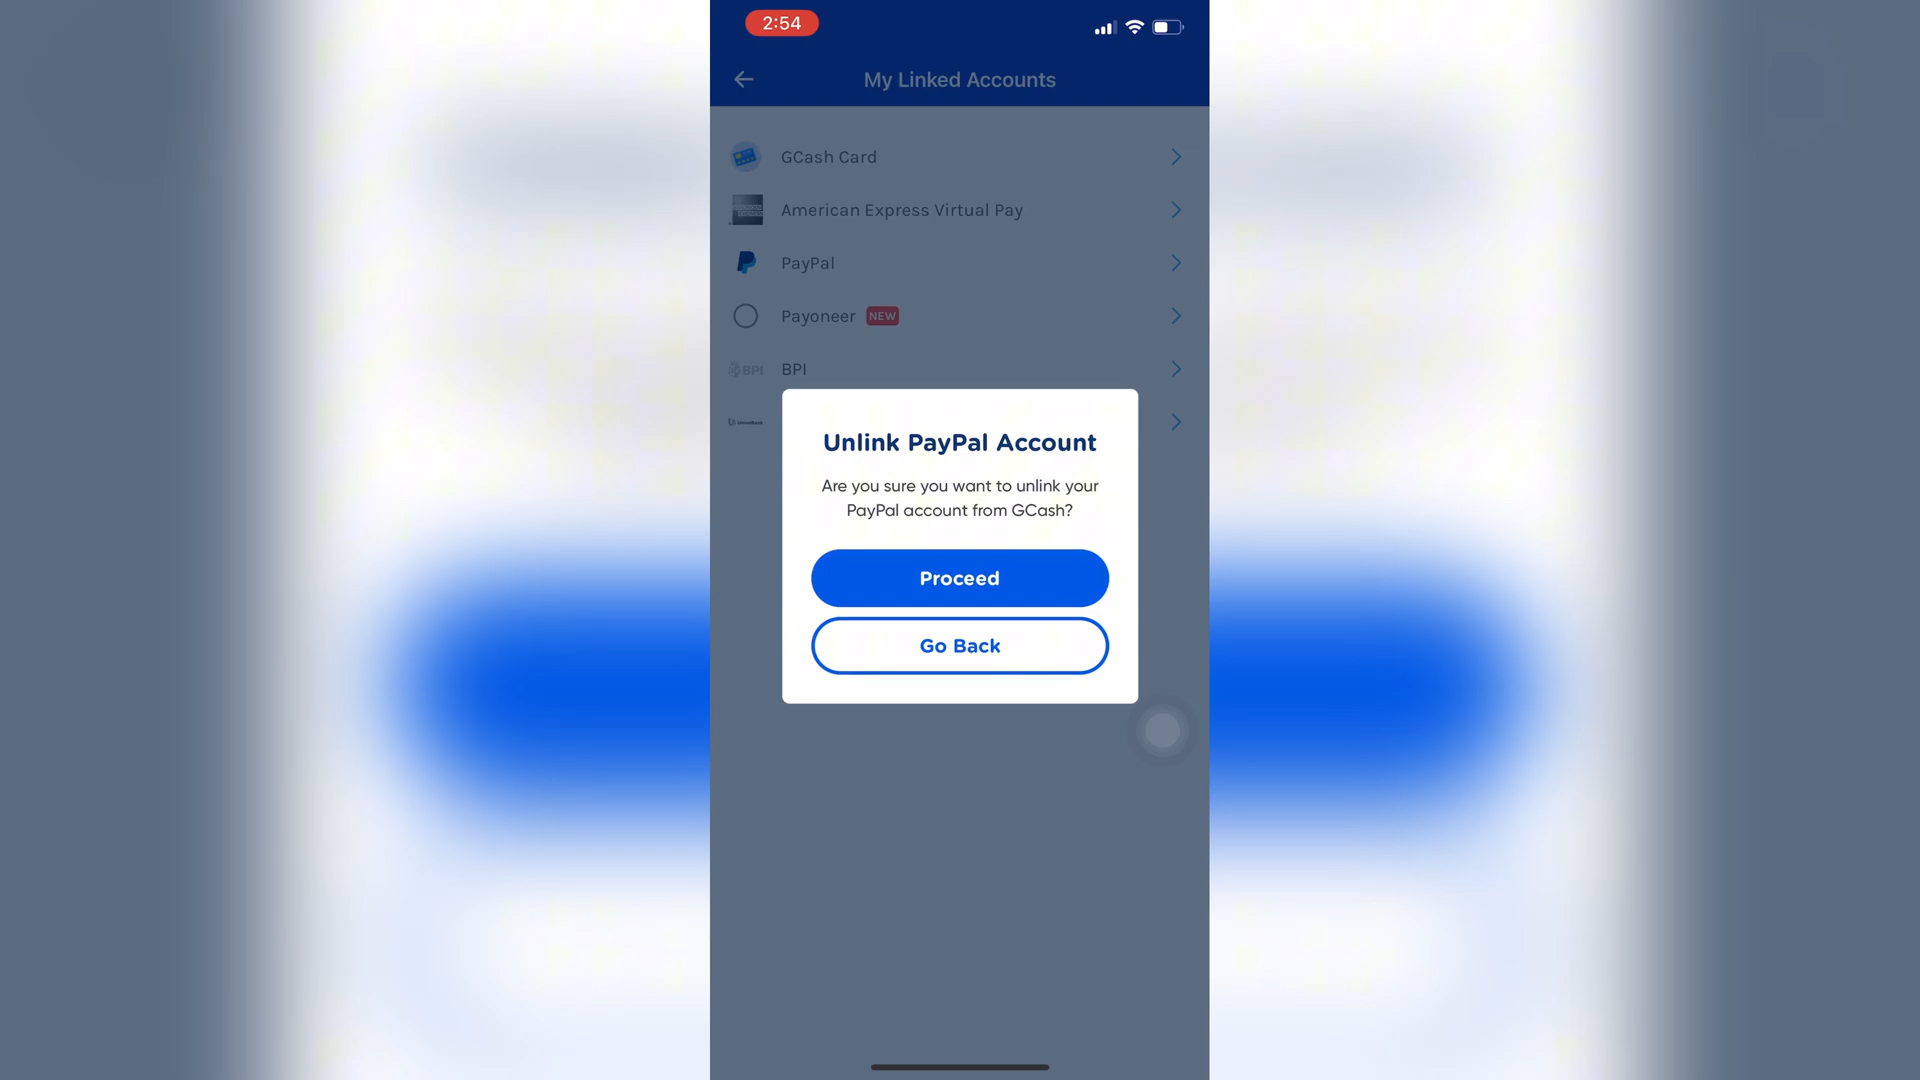 2:54
My Linked Accounts
GCash Card
American Express Virtual Pay
PayPal
Payoneer NEW
BPI BPI
Unlink PayPal Account
Are you sure you want to unlink your
PayPal account from GCash?
Proceed
Go Back